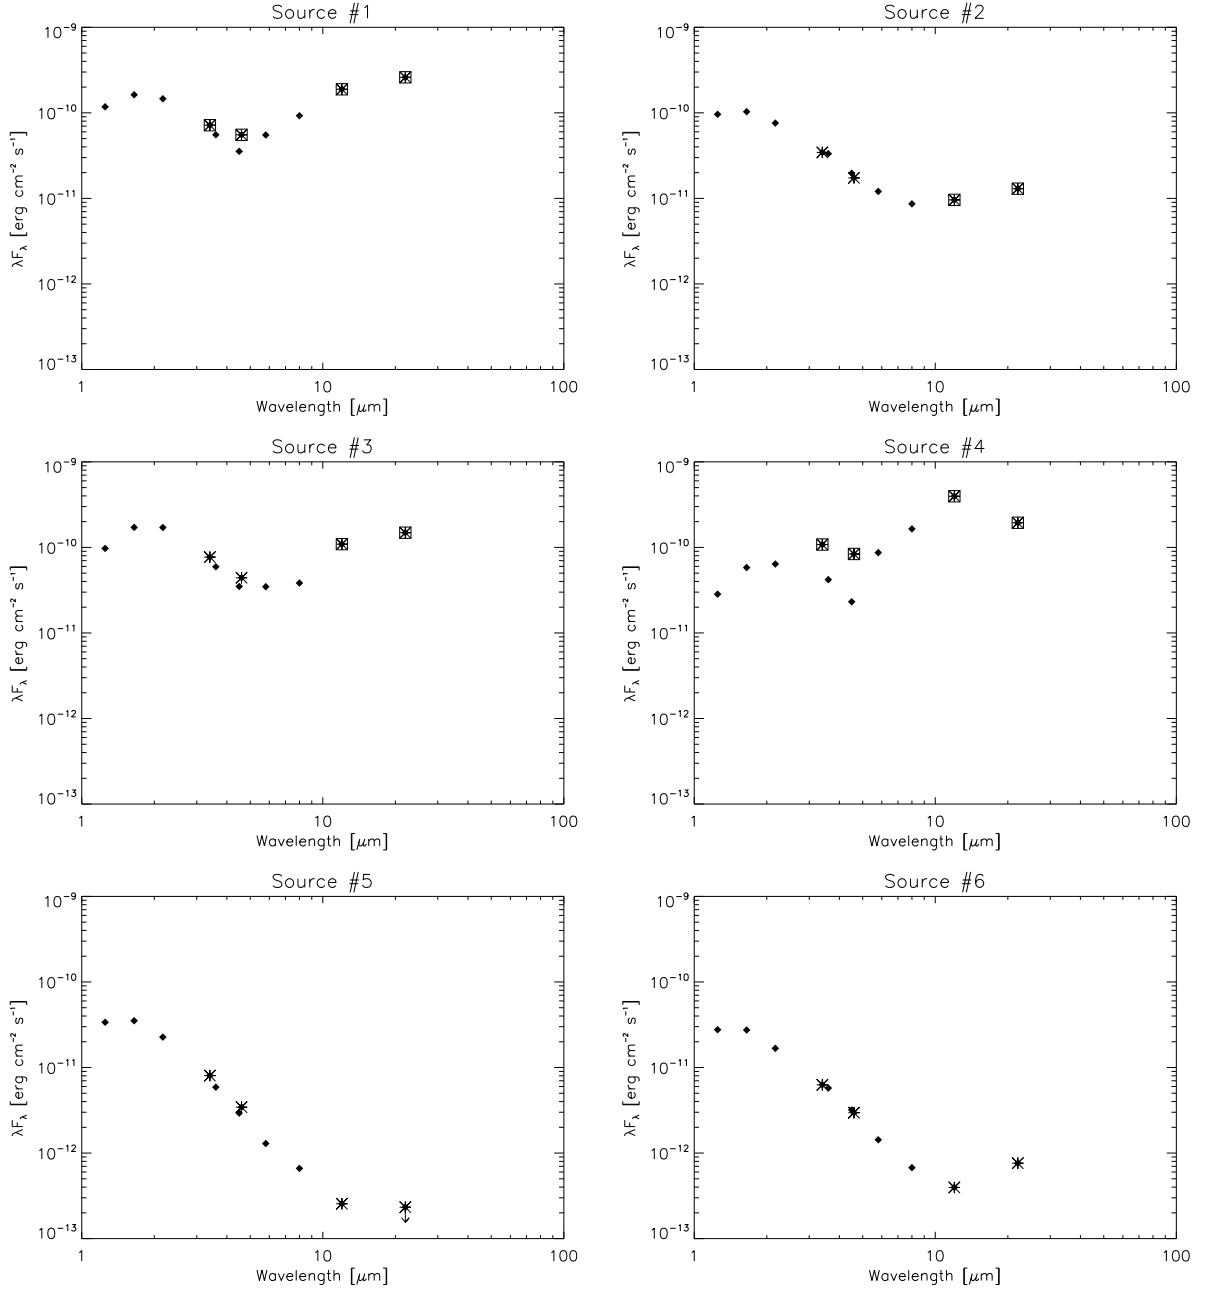 Source #1
10⁻⁹
10⁻¹⁰
10⁻¹¹
10⁻¹²
10⁻¹³
λFλ [erg cm⁻² s⁻¹]
1 10 100
Wavelength [μm]
Source #2
10⁻⁹
10⁻¹⁰
10⁻¹¹
10⁻¹²
10⁻¹³
λFλ [erg cm⁻² s⁻¹]
1 10 100
Wavelength [μm]
Source #3
10⁻⁹
10⁻¹⁰
10⁻¹¹
10⁻¹²
10⁻¹³
λFλ [erg cm⁻² s⁻¹]
1 10 100
Wavelength [μm]
Source #4
10⁻⁹
10⁻¹⁰
10⁻¹¹
10⁻¹²
10⁻¹³
λFλ [erg cm⁻² s⁻¹]
1 10 100
Wavelength [μm]
Source #5
10⁻⁹
10⁻¹⁰
10⁻¹¹
10⁻¹²
10⁻¹³
λFλ [erg cm⁻² s⁻¹]
1 10 100
Wavelength [μm]
Source #6
10⁻⁹
10⁻¹⁰
10⁻¹¹
10⁻¹²
10⁻¹³
λFλ [erg cm⁻² s⁻¹]
1 10 100
Wavelength [μm]